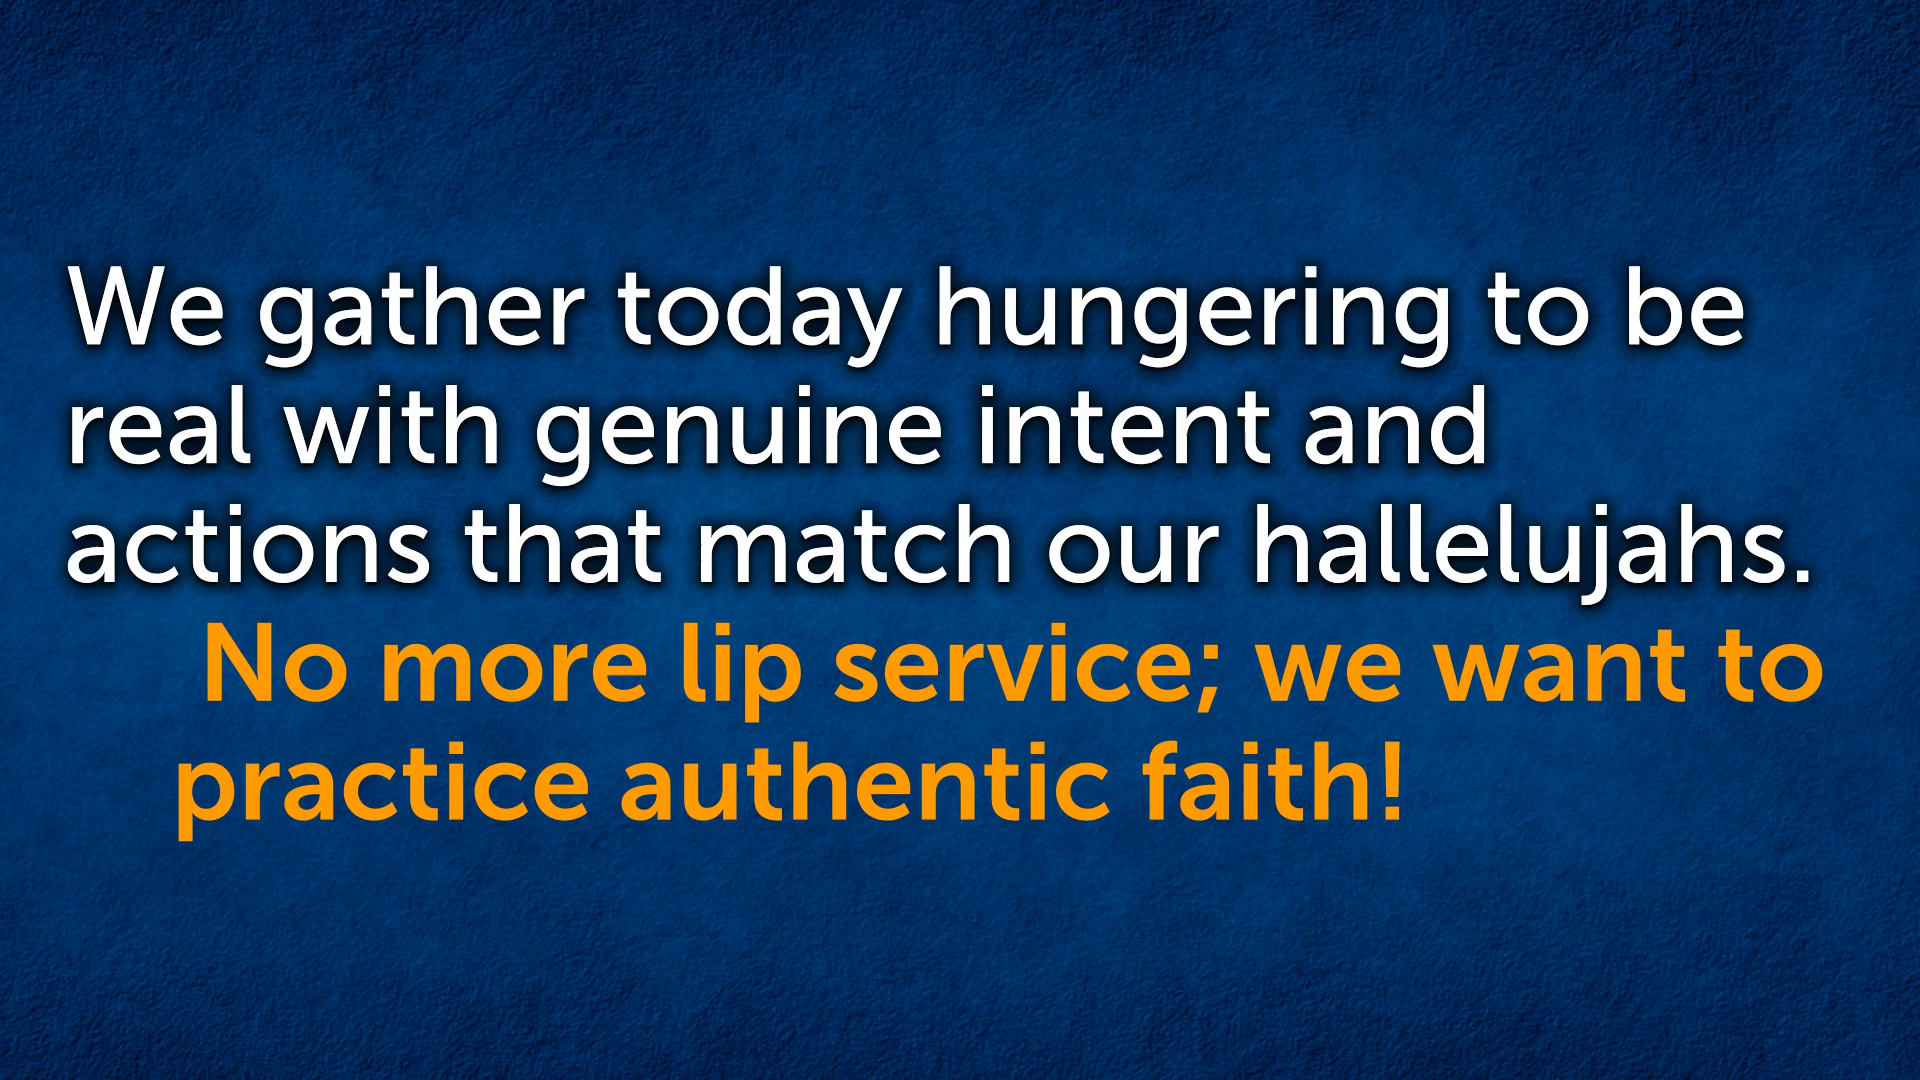 We gather today hungering to be
real with genuine intent and
actions that match our hallelujahs.
No more lip service; we want to
practice authentic faith!